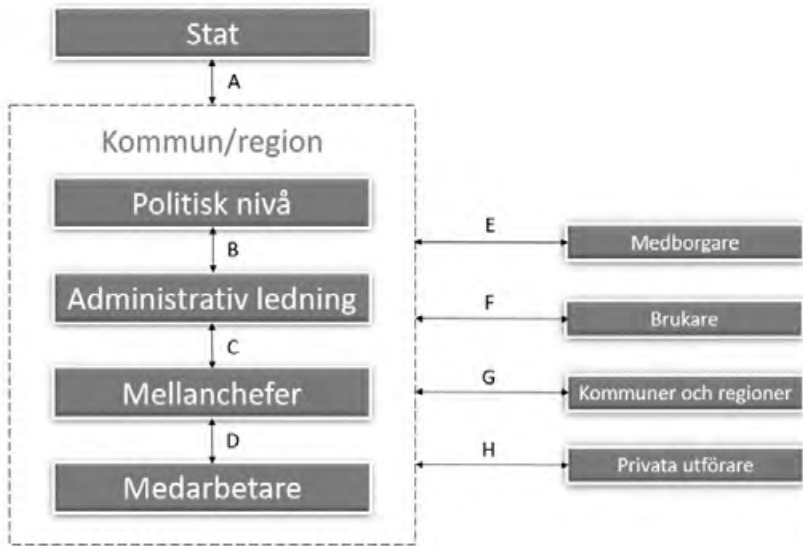 Stat
A
Kommun/region
Politisk nivå
B
Administrativ ledning
C
Mellanchefer
D
Medarbetare
E
Medborgare
F
Brukare
G
Kommuner och regioner
H
Privata utförare